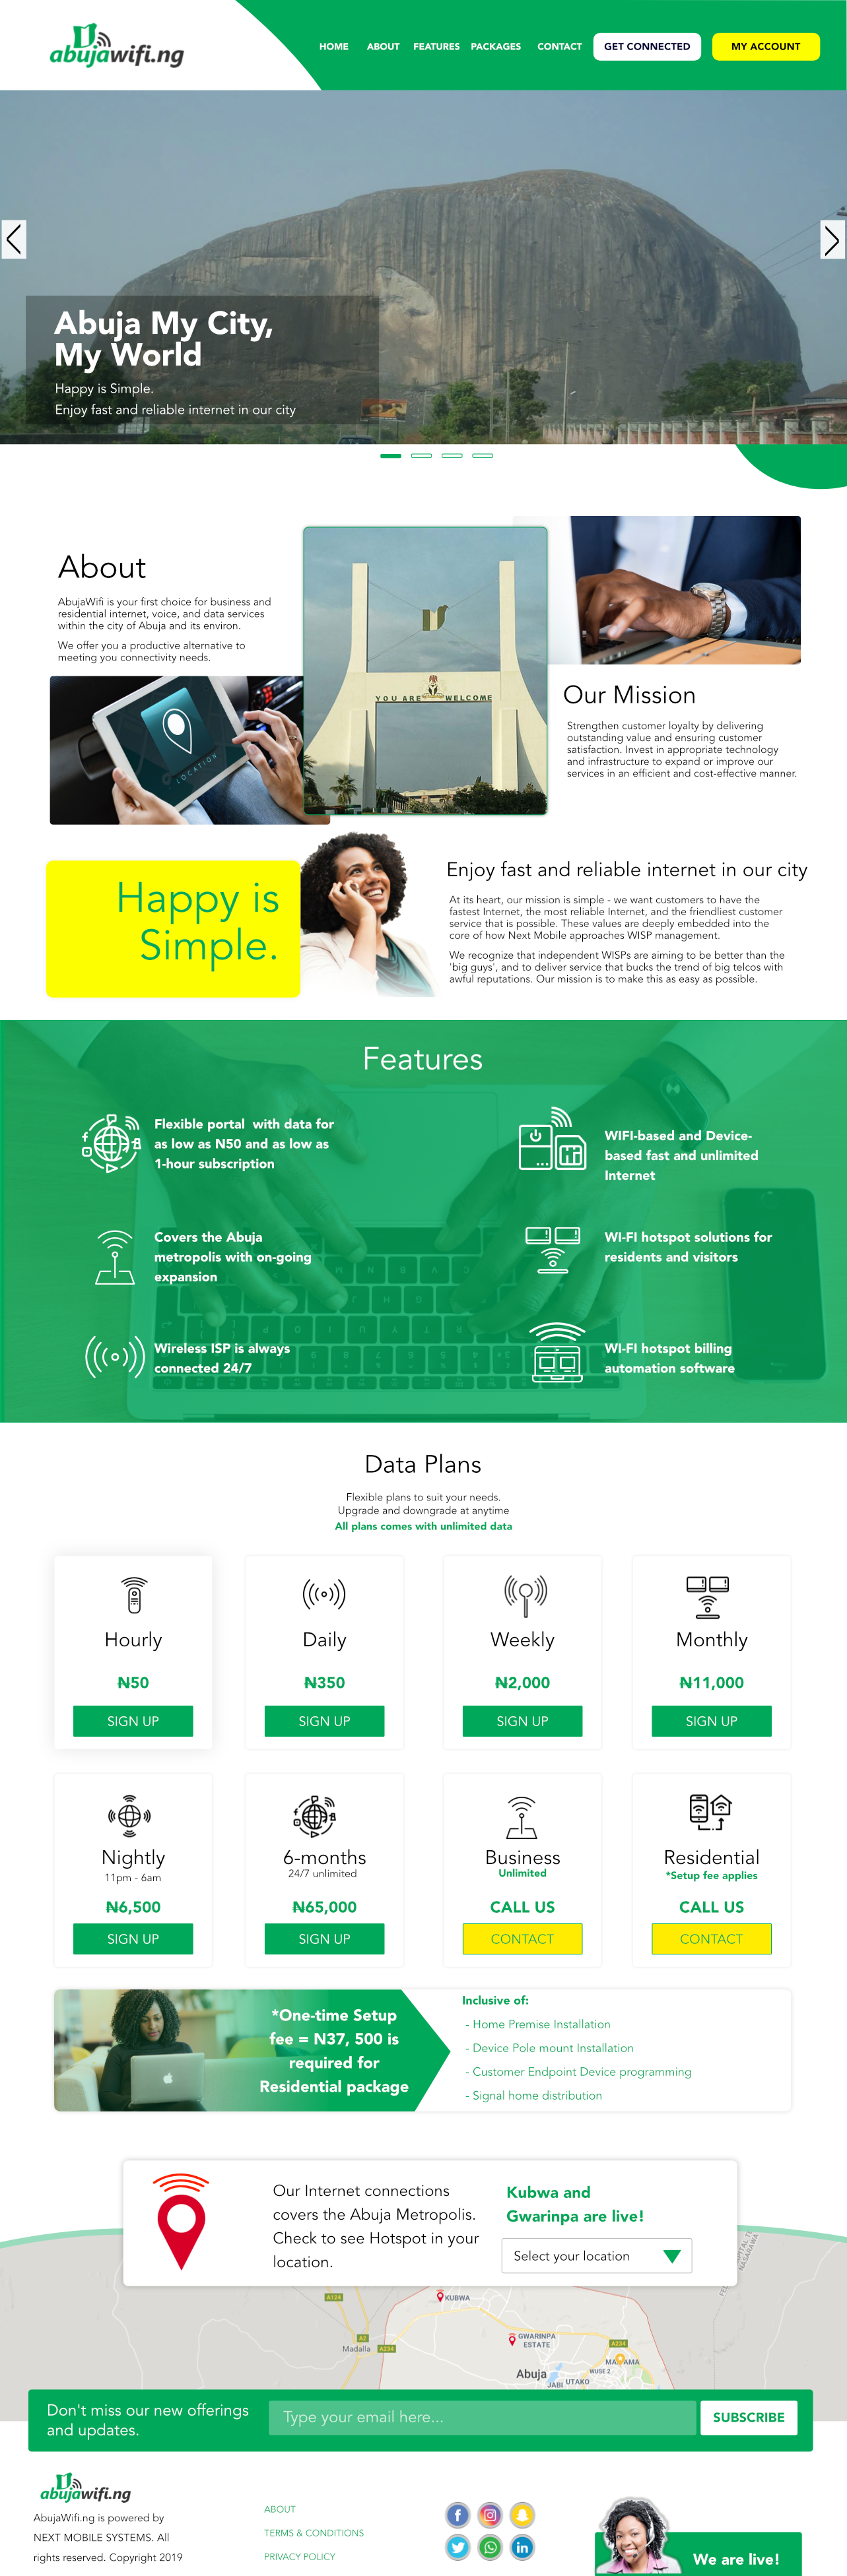 abujawifi.ng
HOME ABOUT FEATURES PACKAGES CONTACT GET CONNECTED MY ACCOUNT
Abuja My City,
My World
Happy is Simple.
Enjoy fast and reliable internet in our city
About
AbujaWifi is your first choice for business and
residential internet, voice, and data services
within the city of Abuja and its environ.
We offer you a productive alternative to
meeting you connectivity needs.
LOCATION
YOU ARE WELCOME
Our Mission
Strengthen customer loyalty by delivering
outstanding value and ensuring customer
satisfaction. Invest in appropriate technology
and infrastructure to expand or improve our
services in an efficient and cost-effective manner.
Happy is
Simple.
Enjoy fast and reliable internet in our city
At its heart, our mission is simple - we want customers to have the
fastest Internet, the most reliable Internet, and the friendliest customer
service that is possible. These values are deeply embedded into the
core of how Next Mobile approaches WISP management.
We recognize that independent WISPs are aiming to be better than the
'big guys', and to deliver service that bucks the trend of big telcos with
awful reputations. Our mission is to make this as easy as possible.
Features
Flexible portal with data for
as low as N50 and as low as
1-hour subscription
WIFI-based and Device-
based fast and unlimited
Internet
Covers the Abuja
metropolis with on-going
expansion
WI-FI hotspot solutions for
residents and visitors
Wireless ISP is always
connected 24/7
WI-FI hotspot billing
automation software
Data Plans
Flexible plans to suit your needs.
Upgrade and downgrade at anytime
All plans comes with unlimited data
Hourly
₦50
SIGN UP
Daily
₦350
SIGN UP
Weekly
₦2,000
SIGN UP
Monthly
₦11,000
SIGN UP
Nightly
11pm - 6am
₦6,500
SIGN UP
6-months
24/7 unlimited
₦65,000
SIGN UP
Business
Unlimited
CALL US
CONTACT
Residential
*Setup fee applies
CALL US
CONTACT
*One-time Setup
fee = N37, 500 is
required for
Residential package
Inclusive of:
- Home Premise Installation
- Device Pole mount Installation
- Customer Endpoint Device programming
- Signal home distribution
Our Internet connections
covers the Abuja Metropolis.
Check to see Hotspot in your
location.
Kubwa and
Gwarinpa are live!
Select your location
NASARAWA
A124
KUBWA
A2
Madalla
A234
GWARINPA
ESTATE
A234
Abuja
JABI
UTAKO
WUSE 2
Don't miss our new offerings
and updates.
Type your email here...
SUBSCRIBE
abujawifi.ng
AbujaWifi.ng is powered by
NEXT MOBILE SYSTEMS. All
rights reserved. Copyright 2019
ABOUT
TERMS & CONDITIONS
PRIVACY POLICY
We are live!